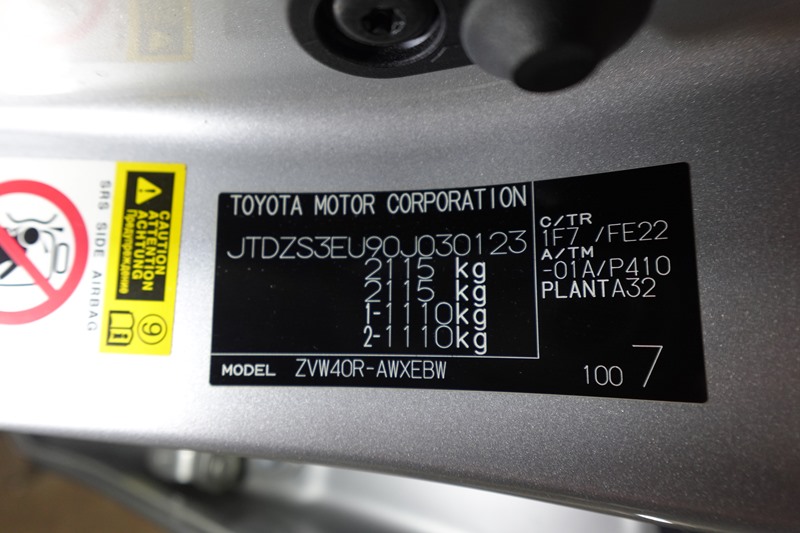 SRS SIDE AIRBAG
CAUTION
ATTENTION
ACHTUNG
Предупреждение
9
TOYOTA MOTOR CORPORATION
JTDZS3EU90J030123
2115 kg
2115 kg
1-1110kg
2-1110kg
MODEL ZVW40R-AWXEBW
C/TR
1F7 /FE22
A/TM
-01A/P410
PLANTA32
100 7